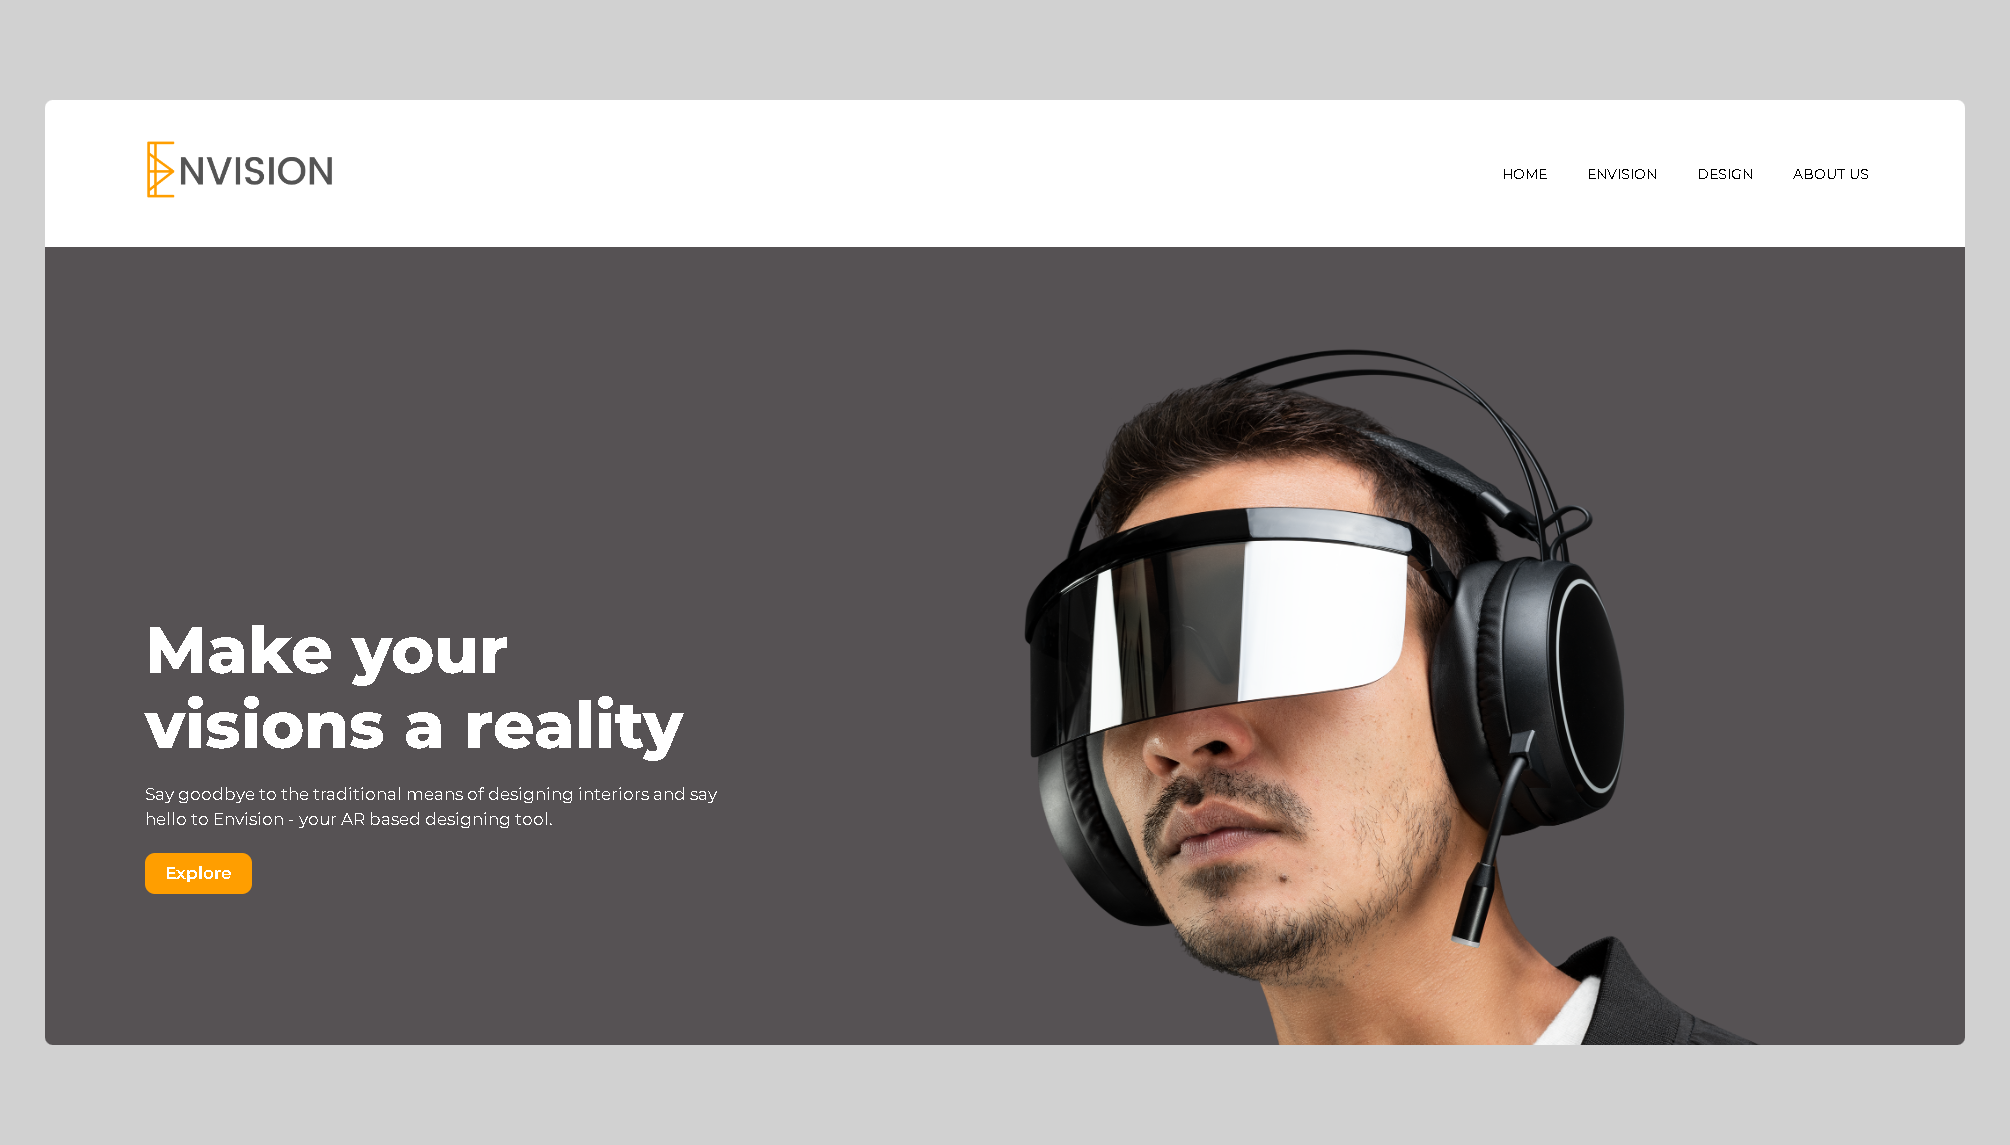 ENVISION
HOME ENVISION DESIGN ABOUT US
Make your
visions a reality
Say goodbye to the traditional means of designing interiors and say
hello to Envision - your AR based designing tool.
Explore